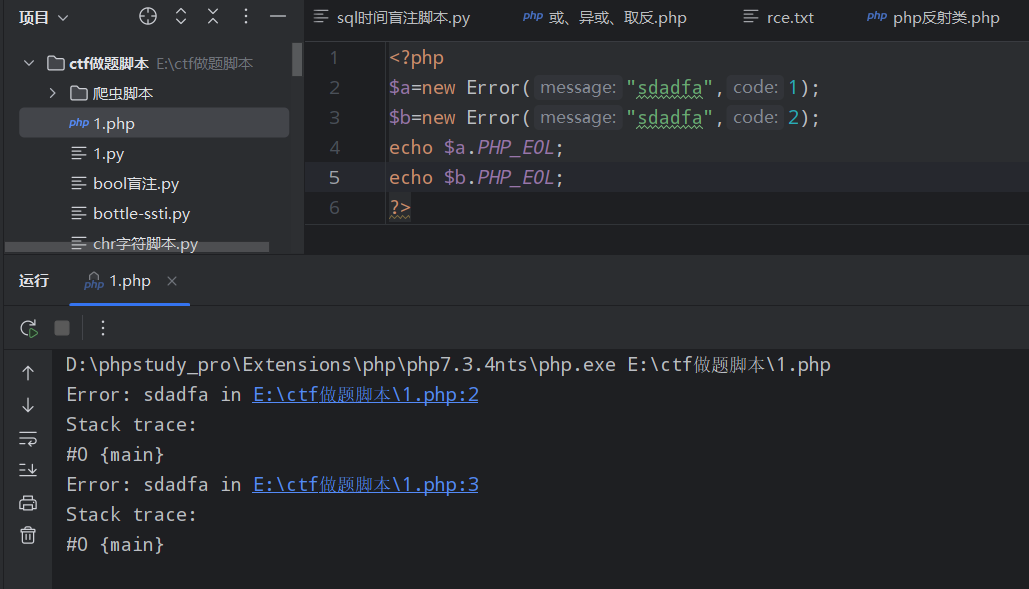 项目
sql时间盲注脚本.py
php 或、异或、取反.php
rce.txt
php php反射类.php
ctf做题脚本 E:\ctf做题脚本
爬虫脚本
php 1.php
1.py
bool盲注.py
bottle-ssti.py
chr字符脚本.py
1 <?php
2 $a=new Error( message: "sdadfa", code: 1);
3 $b=new Error( message: "sdadfa", code: 2);
4 echo $a.PHP_EOL;
5 echo $b.PHP_EOL;
6 ?>
运行
php 1.php
D:\phpstudy_pro\Extensions\php\php7.3.4nts\php.exe E:\ctf做题脚本\1.php
Error: sdadfa in E:\ctf做题脚本\1.php:2
Stack trace:
#0 {main}
Error: sdadfa in E:\ctf做题脚本\1.php:3
Stack trace:
#0 {main}